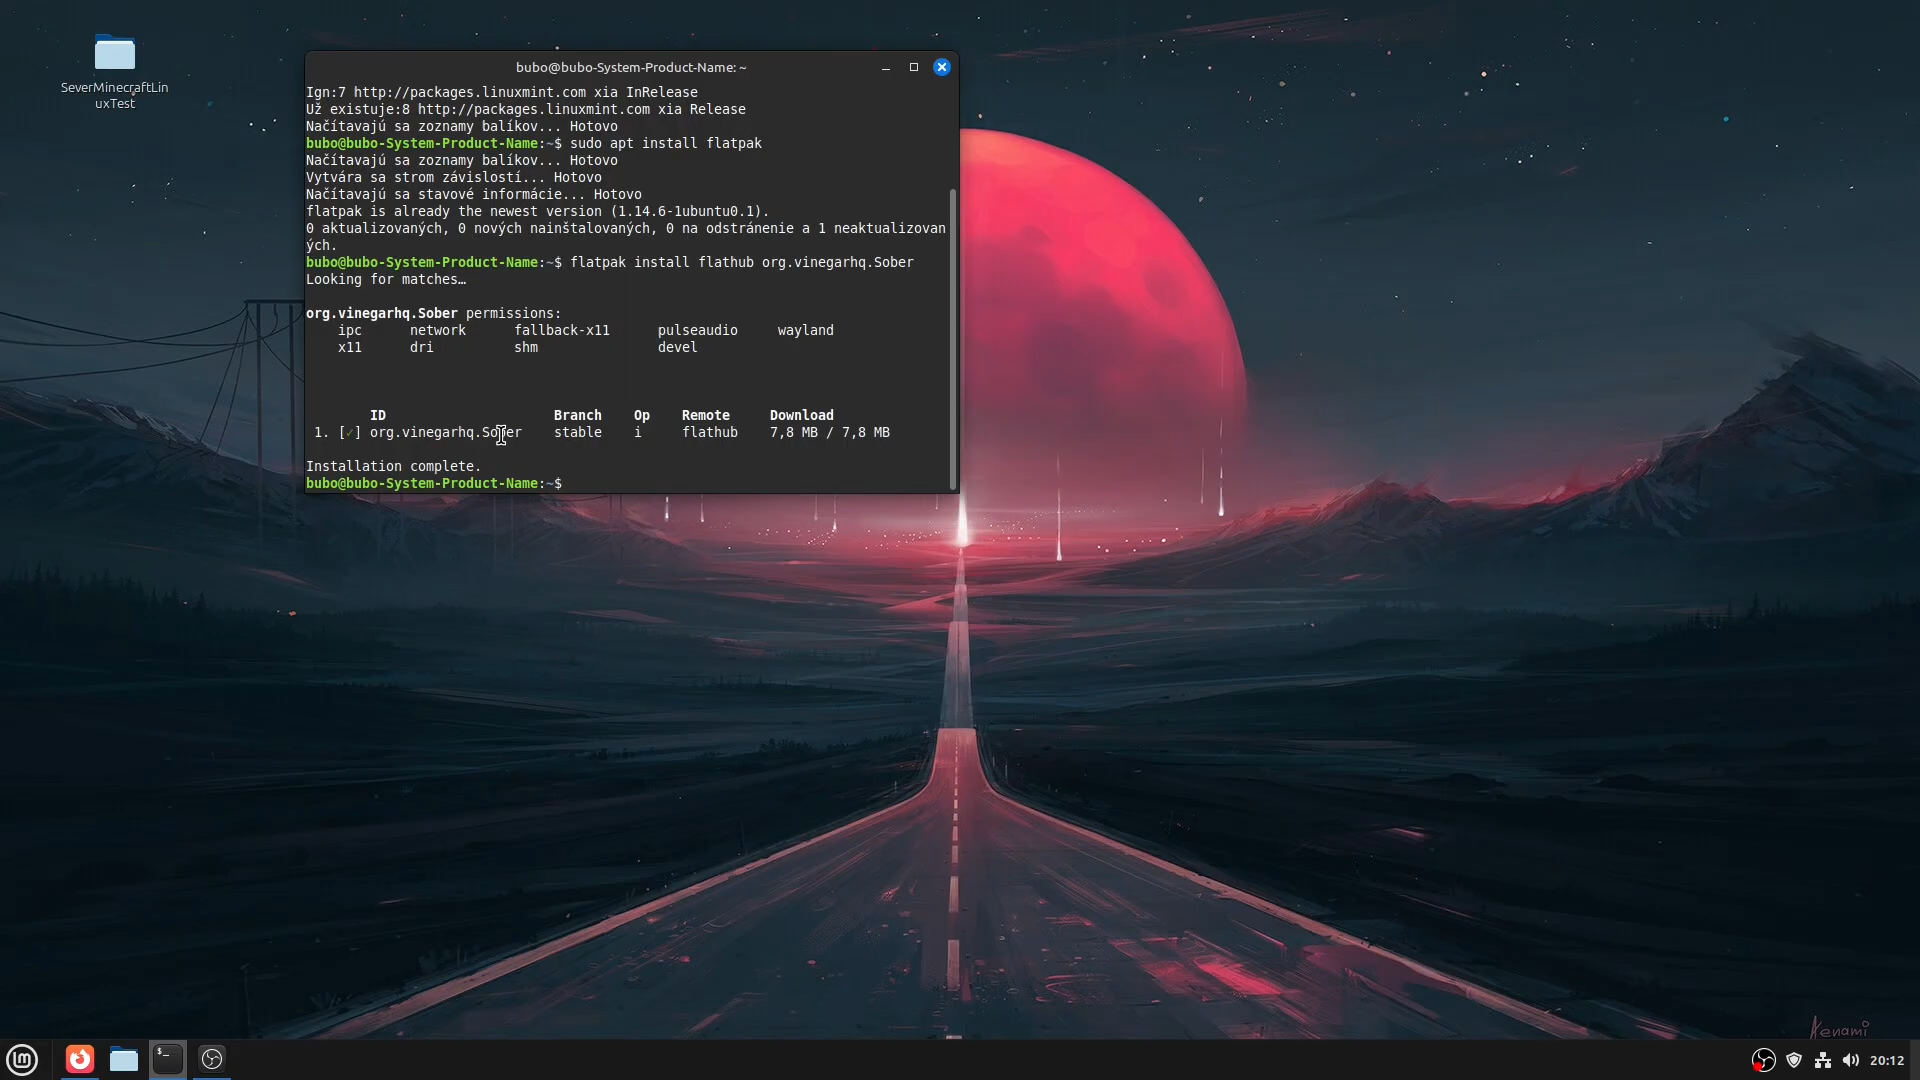 SeverMinecraftLin
uxTest
bubo@bubo-System-Product-Name: ~
Ign:7 http://packages.linuxmint.com xia InRelease
Už existuje:8 http://packages.linuxmint.com xia Release
Načítavajú sa zoznamy balíkov... Hotovo
bubo@bubo-System-Product-Name:~$ sudo apt install flatpak
Načítavajú sa zoznamy balíkov... Hotovo
Vytvára sa strom závislostí... Hotovo
Načítavajú sa stavové informácie... Hotovo
flatpak is already the newest version (1.14.6-1ubuntu0.1).
0 aktualizovaných, 0 nových nainštalovaných, 0 na odstránenie a 1 neaktualizovan
ých.
bubo@bubo-System-Product-Name:~$ flatpak install flathub org.vinegarhq.Sober
Looking for matches…
org.vinegarhq.Sober permissions:
ipc network fallback-x11 pulseaudio wayland
x11 dri shm devel
ID Branch Op Remote Download
1. [✓] org.vinegarhq.Sober stable i flathub 7,8 MB / 7,8 MB
Installation complete.
bubo@bubo-System-Product-Name:~$
Kenami
20:12